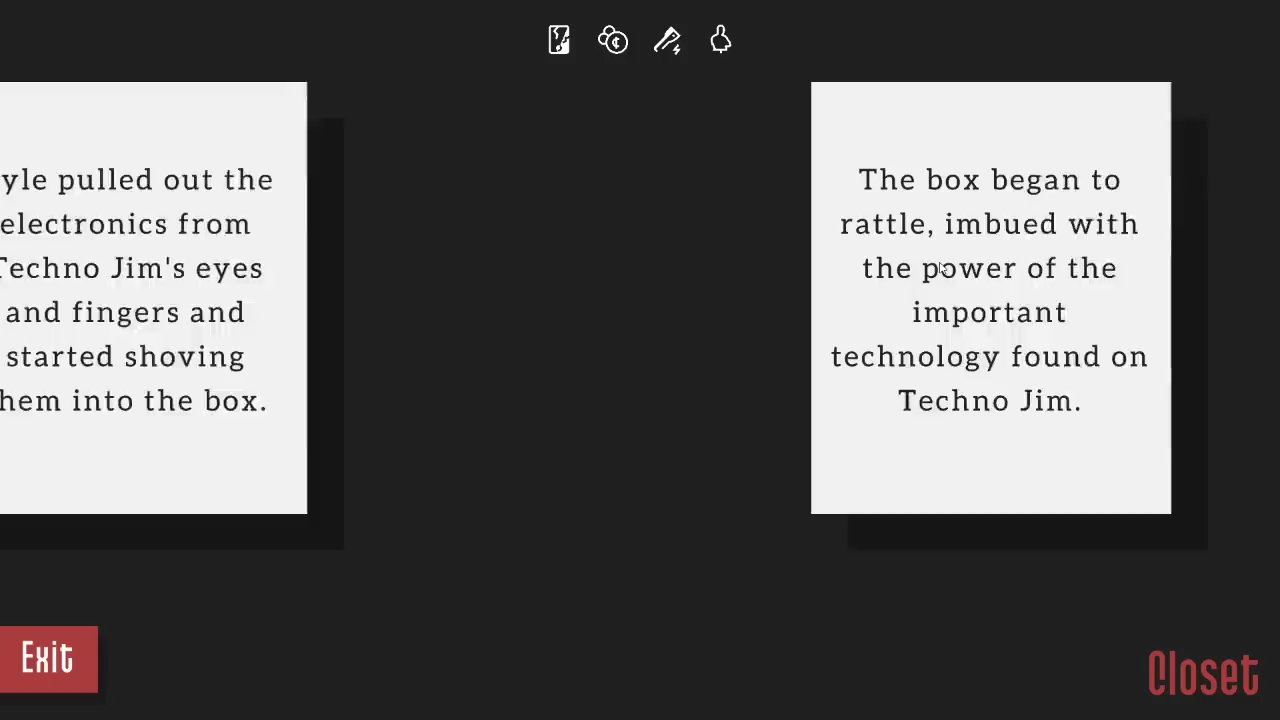 yle pulled out the
electronics from
Techno Jim's eyes
and fingers and
started shoving
hem into the box.
The box began to
rattle, imbued with
the power of the
important
technology found on
Techno Jim.
Exit
Closet